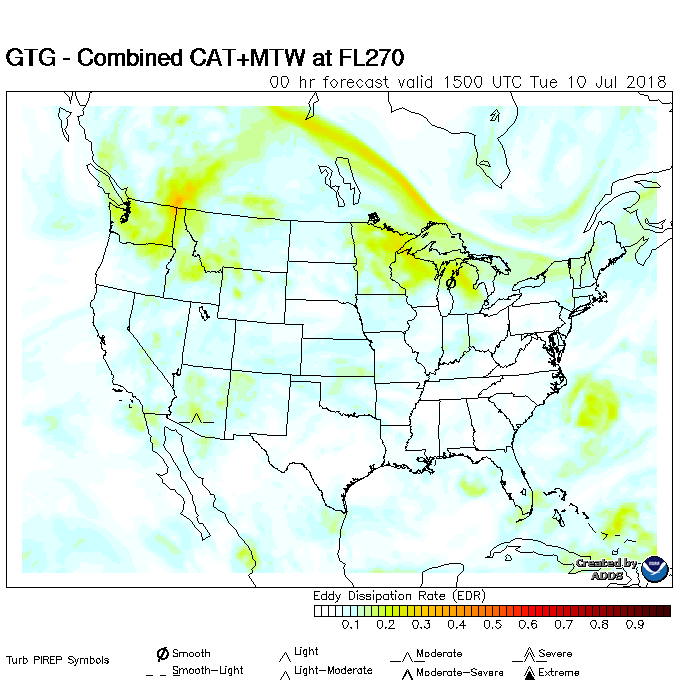 GTG - Combined CAT+MTW at FL270
00 hr forecast valid 1500 UTC Tue 10 Jul 2018
Created by
ADDS
Eddy Dissipation Rate (EDR)
0.1 0.2 0.3 0.4 0.5 0.6 0.7 0.8 0.9
Turb PIREP Symbols
Smooth Light Moderate Severe
Smooth-Light Light-Moderate Moderate-Severe Extreme